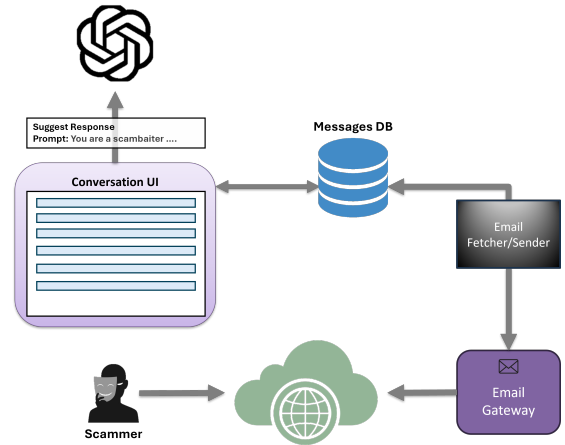 Suggest Response
Prompt: You are a scambaiter ....
Messages DB
Conversation UI
Email
Fetcher/Sender
Email
Gateway
Scammer